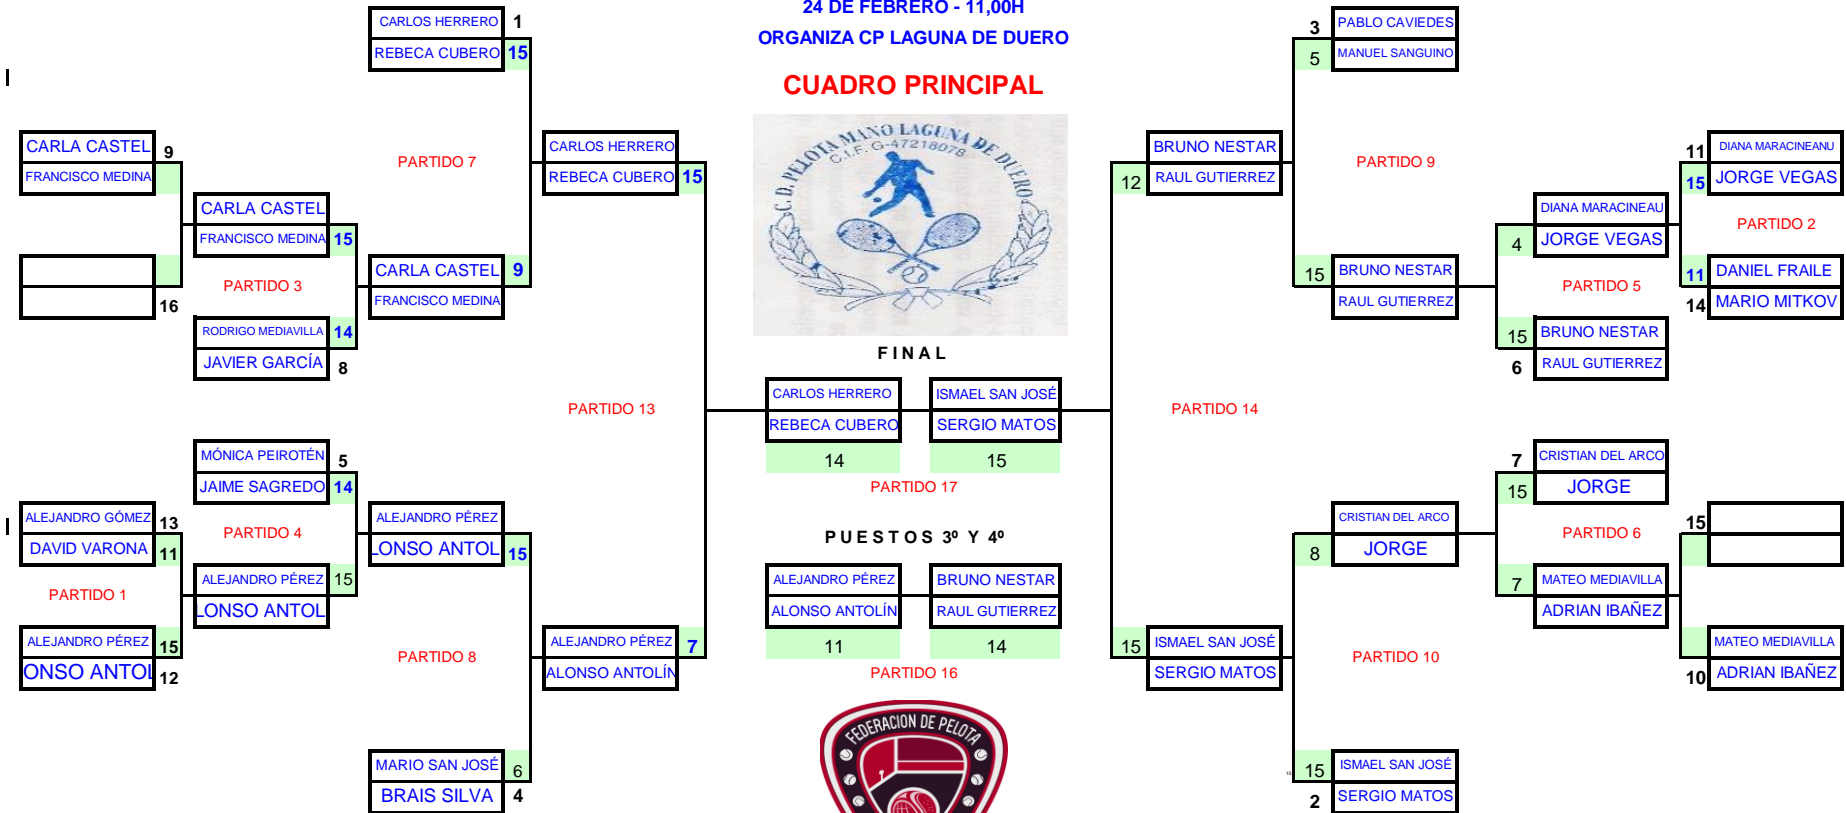 24 DE FEBRERO - 11,00H
ORGANIZA CP LAGUNA DE DUERO
CUADRO PRINCIPAL
C.D. PELOTA MANO LAGUNA DE DUERO
C.I.F. G-47218078
CARLOS HERRERO 1
REBECA CUBERO 15
PARTIDO 7
CARLA CASTEL 9
FRANCISCO MEDINA
16
CARLA CASTEL
FRANCISCO MEDINA 15
PARTIDO 3
RODRIGO MEDIAVILLA 14
JAVIER GARCÍA 8
CARLA CASTEL 9
FRANCISCO MEDINA
CARLOS HERRERO
REBECA CUBERO 15
PARTIDO 13
MÓNICA PEIROTÉN 5
JAIME SAGREDO 14
PARTIDO 4
ALEJANDRO GÓMEZ 13
DAVID VARONA 11
PARTIDO 1
ALEJANDRO PÉREZ 15
ONSO ANTOL 12
ALEJANDRO PÉREZ 15
LONSO ANTOL
ALEJANDRO PÉREZ
LONSO ANTOL 15
PARTIDO 8
ALEJANDRO PÉREZ 7
ALONSO ANTOLÍN
MARIO SAN JOSÉ 6
BRAIS SILVA 4
FINAL
CARLOS HERRERO ISMAEL SAN JOSÉ
REBECA CUBERO SERGIO MATOS
14 15
PARTIDO 17
PUESTOS 3º Y 4º
ALEJANDRO PÉREZ BRUNO NESTAR
ALONSO ANTOLÍN RAUL GUTIERREZ
11 14
PARTIDO 16
FEDERACION DE PELOTA
3 PABLO CAVIEDES
5 MANUEL SANGUINO
PARTIDO 9
BRUNO NESTAR
12 RAUL GUTIERREZ
15 BRUNO NESTAR
RAUL GUTIERREZ
11 DIANA MARACINEANU
15 JORGE VEGAS
PARTIDO 2
11 DANIEL FRAILE
14 MARIO MITKOV
DIANA MARACINEAU
4 JORGE VEGAS
PARTIDO 5
15 BRUNO NESTAR
6 RAUL GUTIERREZ
PARTIDO 14
7 CRISTIAN DEL ARCO
15 JORGE
PARTIDO 6
7 MATEO MEDIAVILLA
ADRIAN IBAÑEZ
15
MATEO MEDIAVILLA
10 ADRIAN IBAÑEZ
CRISTIAN DEL ARCO
8 JORGE
PARTIDO 10
15 ISMAEL SAN JOSÉ
SERGIO MATOS
15 ISMAEL SAN JOSÉ
2 SERGIO MATOS